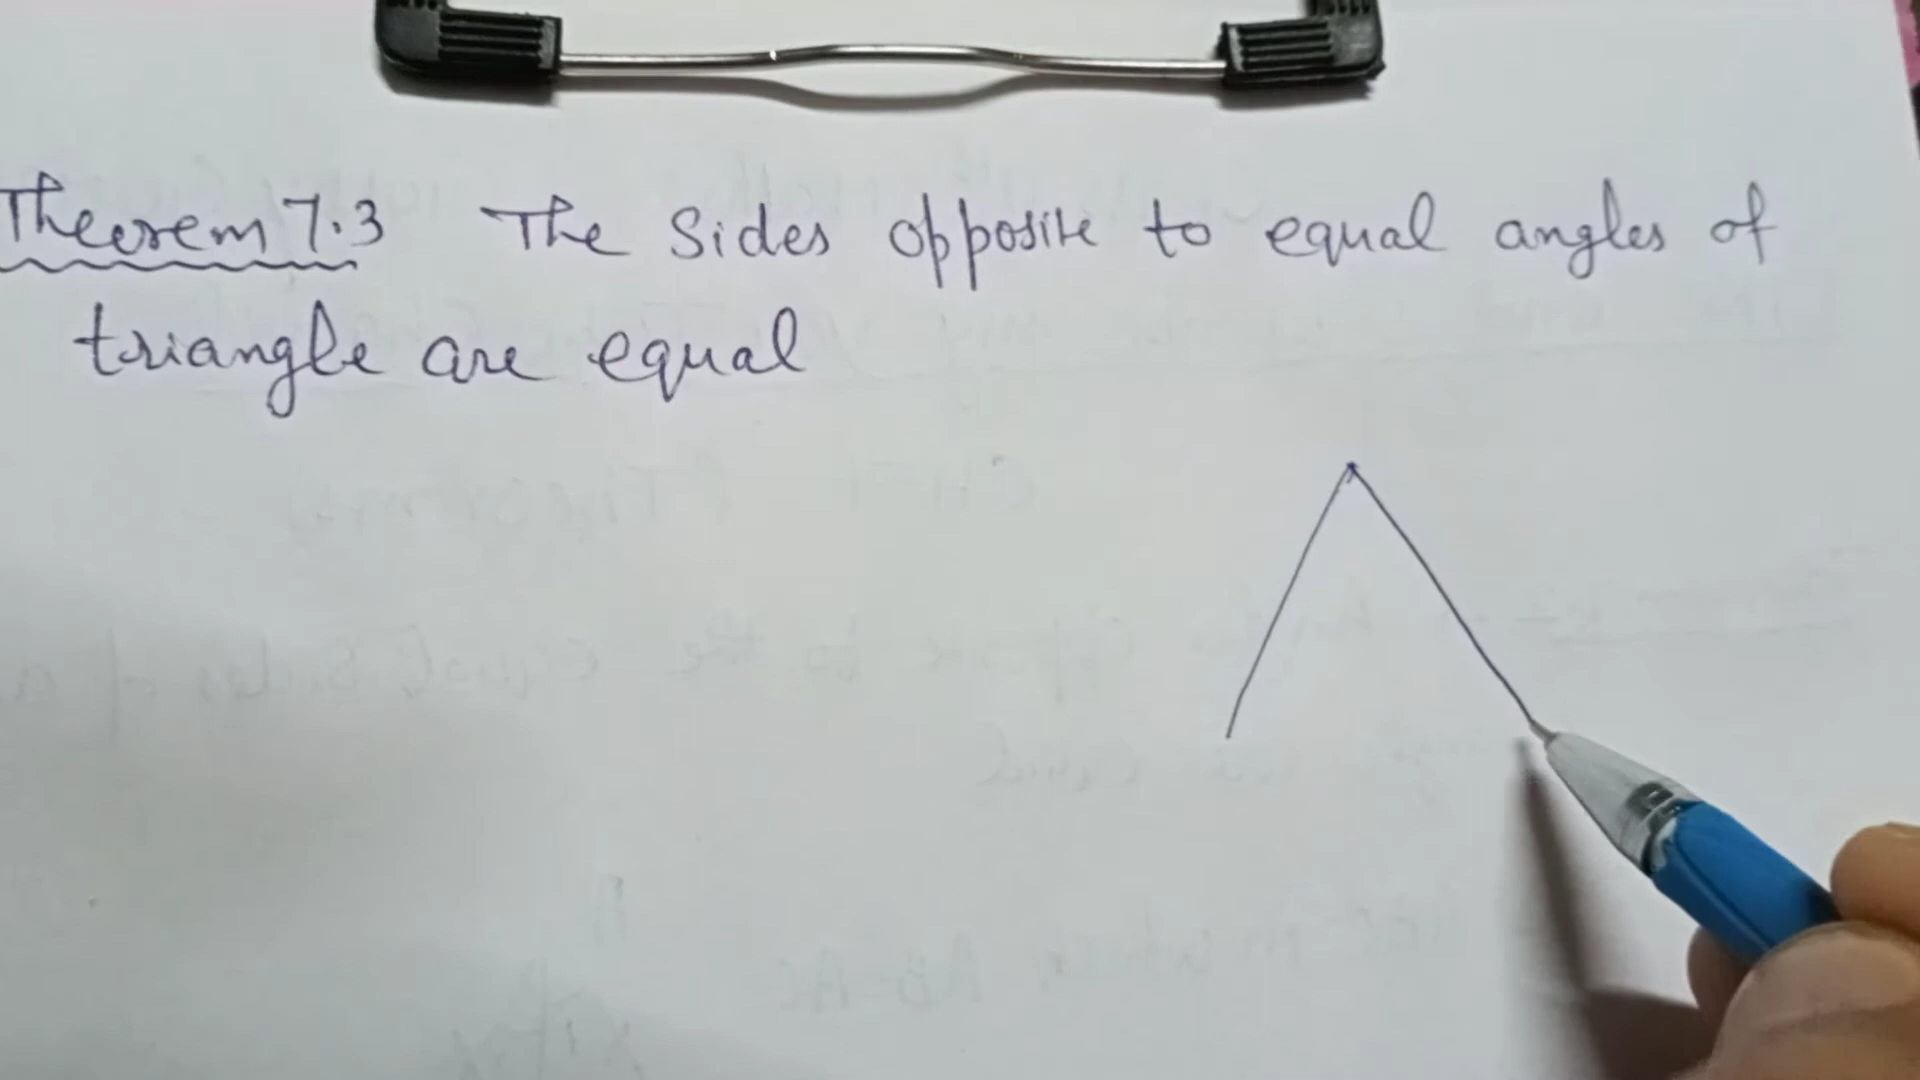 Theorem 7.3 The Sides opposite to equal angles of
triangle are equal